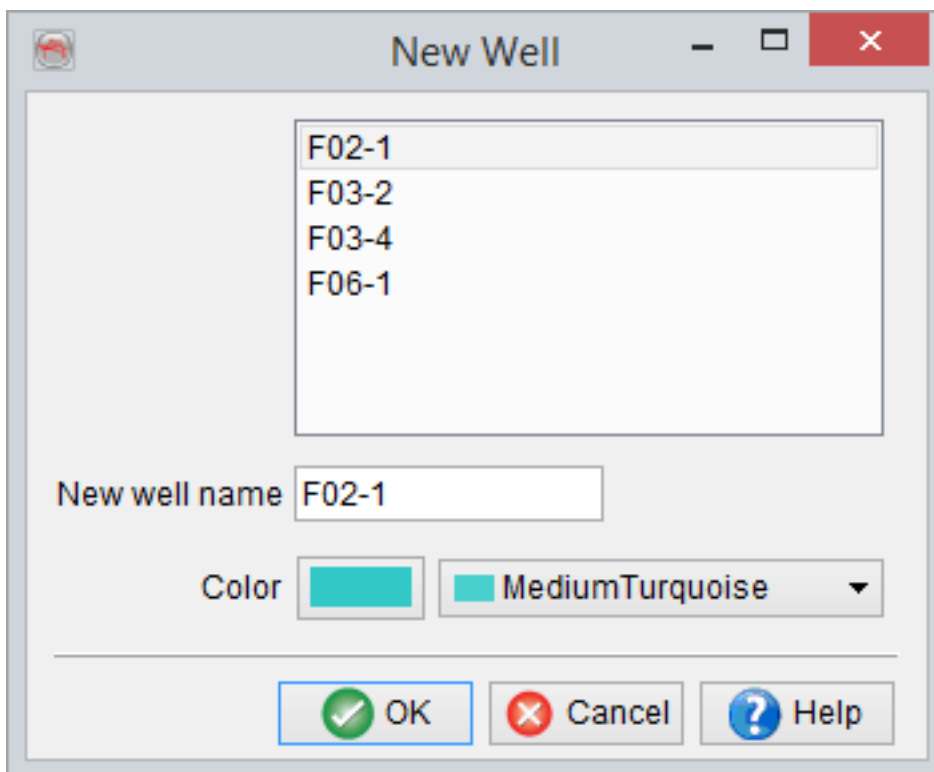 New Well
F02-1
F03-2
F03-4
F06-1
New well name F02-1
Color MediumTurquoise
OK Cancel Help